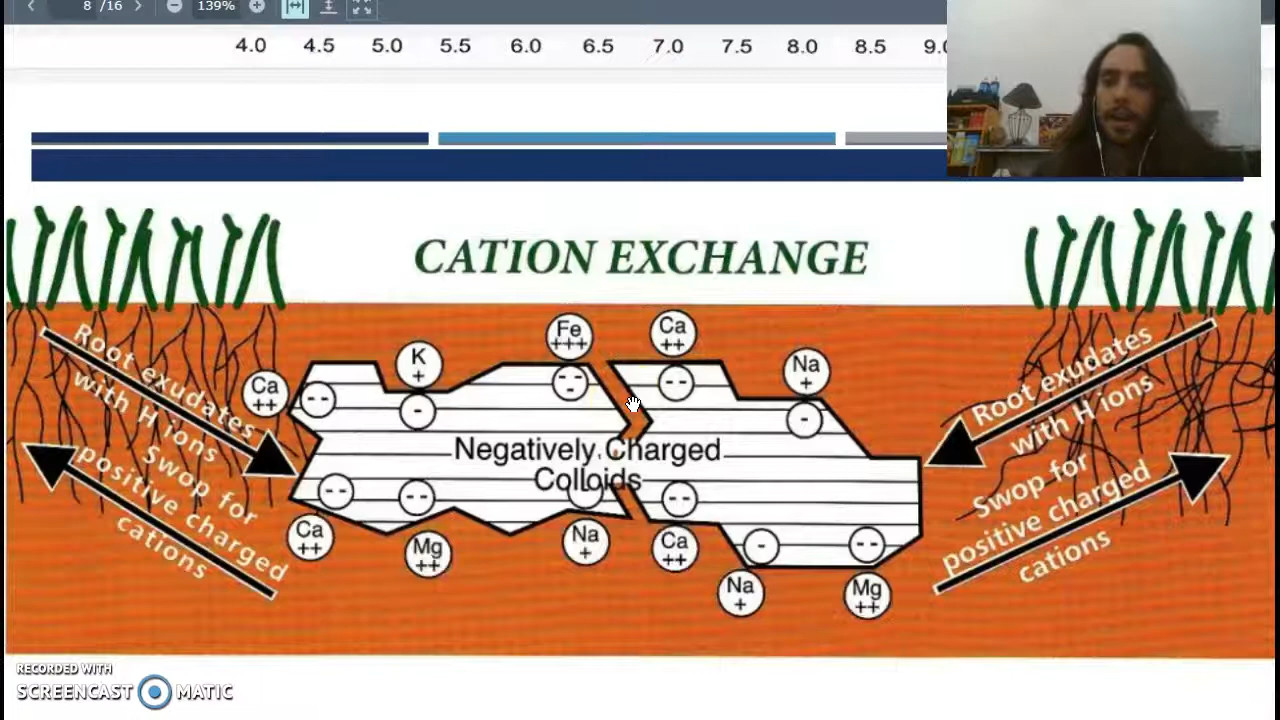 8 /16
139%
4.0 4.5 5.0 5.5 6.0 6.5 7.0 7.5 8.0 8.5
CATION EXCHANGE
Root exudates
with H ions
Swop for
positive charged
cations
Ca
++
K
+
Fe
+++
Ca
++
Na
+
- -
-
- -
-
- -
-
Negatively Charged
Colloids
- -
- -
- -
-
- -
Ca
++
Mg
++
Na
+
Ca
++
Na
+
Mg
++
Root exudates
with H ions
Swop for
positive charged
cations
RECORDED WITH
SCREENCAST MATIC